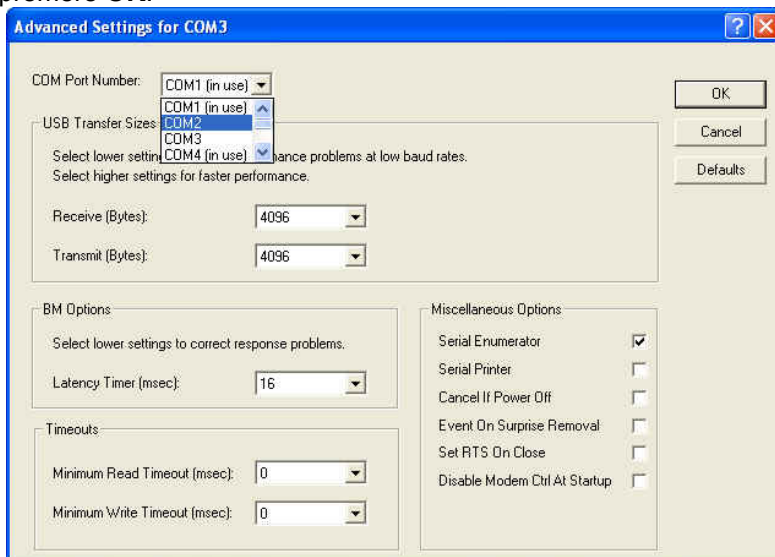 Advanced Settings for COM3
COM Port Number:
COM1 (in use)
COM1 (in use)
COM2
COM3
COM4 (in use)
OK
Cancel
Defaults
USB Transfer Sizes
Select lower mance problems at low baud rates.
Select higher settings for faster performance.
Receive (Bytes):
4096
Transmit (Bytes):
4096
BM Options
Select lower settings to correct response problems.
Latency Timer (msec):
16
Timeouts
Minimum Read Timeout (msec):
0
Minimum Write Timeout (msec):
0
Miscellaneous Options
Serial Enumerator
Serial Printer
Cancel If Power Off
Event On Surprise Removal
Set RTS On Close
Disable Modem Ctrl At Startup